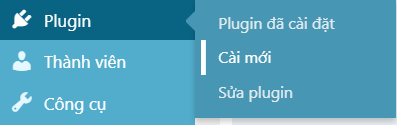 Plugin
Thành viên
Công cụ
Plugin đã cài đặt
Cài mới
Sửa plugin